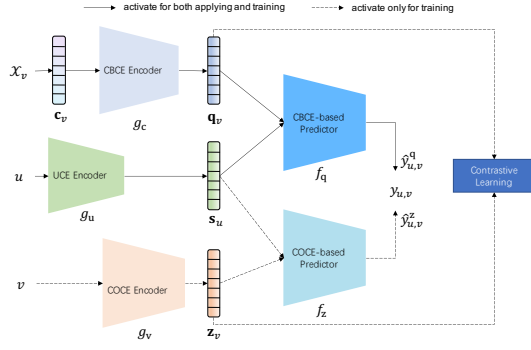 activate for both applying and training
activate only for training
𝒳_v
c_v
CBCE Encoder
g_c
q_v
CBCE-based
Predictor
f_q
ŷ^q_{u,v}
u
UCE Encoder
g_u
s_u
y_{u,v}
Contrastive
Learning
ŷ^z_{u,v}
v
COCE Encoder
g_v
z_v
COCE-based
Predictor
f_z